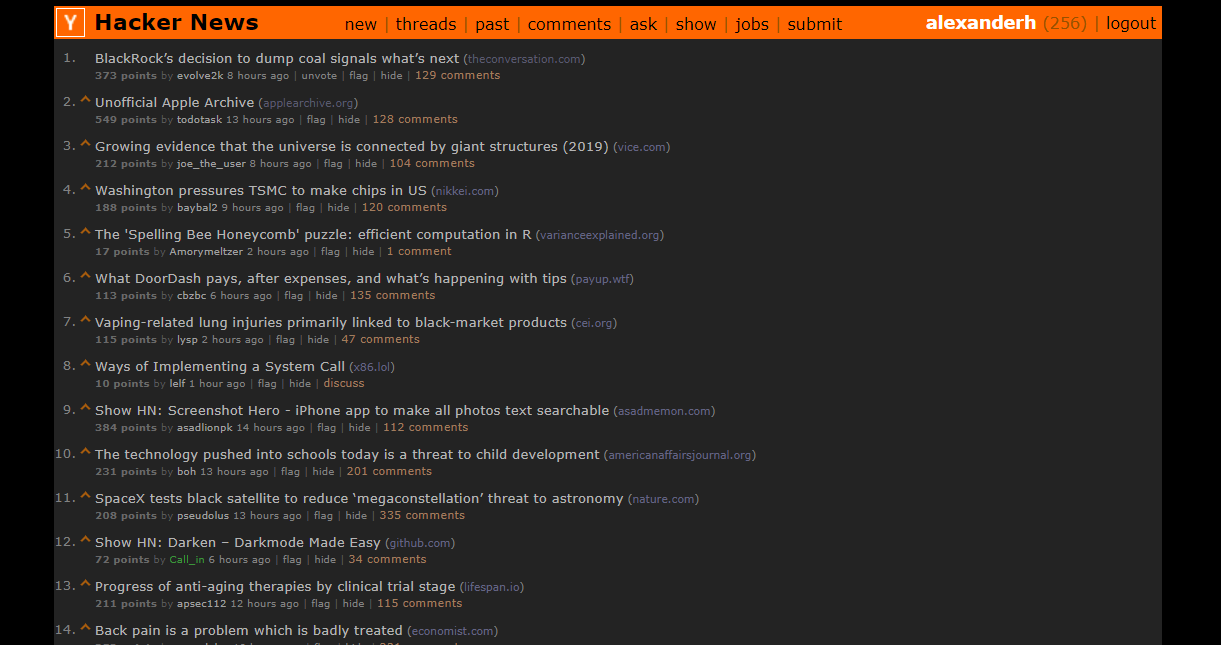 Y Hacker News new | threads | past | comments | ask | show | jobs | submit alexanderh (256) | logout
1. BlackRock’s decision to dump coal signals what’s next (theconversation.com)
373 points by evolve2k 8 hours ago | unvote | flag | hide | 129 comments
2. Unofficial Apple Archive (applearchive.org)
549 points by todotask 13 hours ago | flag | hide | 128 comments
3. Growing evidence that the universe is connected by giant structures (2019) (vice.com)
212 points by joe_the_user 8 hours ago | flag | hide | 104 comments
4. Washington pressures TSMC to make chips in US (nikkei.com)
188 points by baybal2 9 hours ago | flag | hide | 120 comments
5. The 'Spelling Bee Honeycomb' puzzle: efficient computation in R (varianceexplained.org)
17 points by Amorymeltzer 2 hours ago | flag | hide | 1 comment
6. What DoorDash pays, after expenses, and what’s happening with tips (payup.wtf)
113 points by cbzbc 6 hours ago | flag | hide | 135 comments
7. Vaping-related lung injuries primarily linked to black-market products (cei.org)
115 points by lysp 2 hours ago | flag | hide | 47 comments
8. Ways of Implementing a System Call (x86.lol)
10 points by lelf 1 hour ago | flag | hide | discuss
9. Show HN: Screenshot Hero - iPhone app to make all photos text searchable (asadmemon.com)
384 points by asadlionpk 14 hours ago | flag | hide | 112 comments
10. The technology pushed into schools today is a threat to child development (americanaffairsjournal.org)
231 points by boh 13 hours ago | flag | hide | 201 comments
11. SpaceX tests black satellite to reduce ‘megaconstellation’ threat to astronomy (nature.com)
208 points by pseudolus 13 hours ago | flag | hide | 335 comments
12. Show HN: Darken – Darkmode Made Easy (github.com)
72 points by Call_in 6 hours ago | flag | hide | 34 comments
13. Progress of anti-aging therapies by clinical trial stage (lifespan.io)
211 points by apsec112 12 hours ago | flag | hide | 115 comments
14. Back pain is a problem which is badly treated (economist.com)